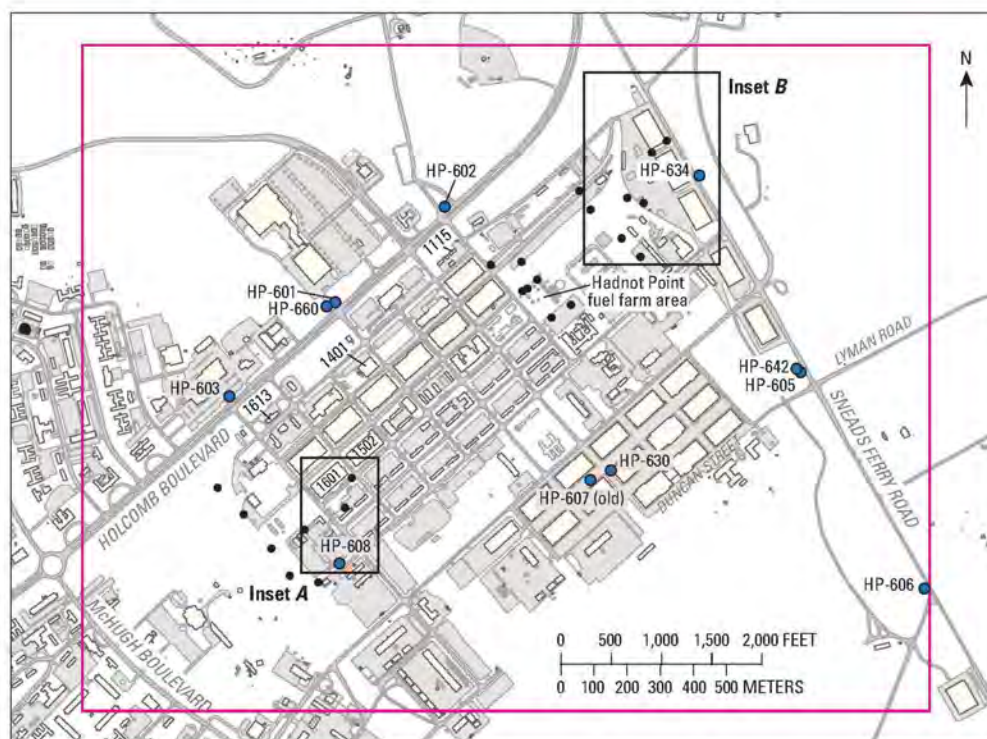 N
Inset B
HP-602
HP-634
1115
HP-601
HP-660
Hadnot Point
fuel farm area
1401
HP-603
1613
HP-642
HP-605
LYMAN ROAD
SNEADS FERRY ROAD
HOLCOMB BOULEVARD
1502
1601
HP-630
HP-607 (old)
DUNCAN STREET
HP-608
Inset A
HP-606
McHUGH BOULEVARD
0 500 1,000 1,500 2,000 FEET
0 100 200 300 400 500 METERS